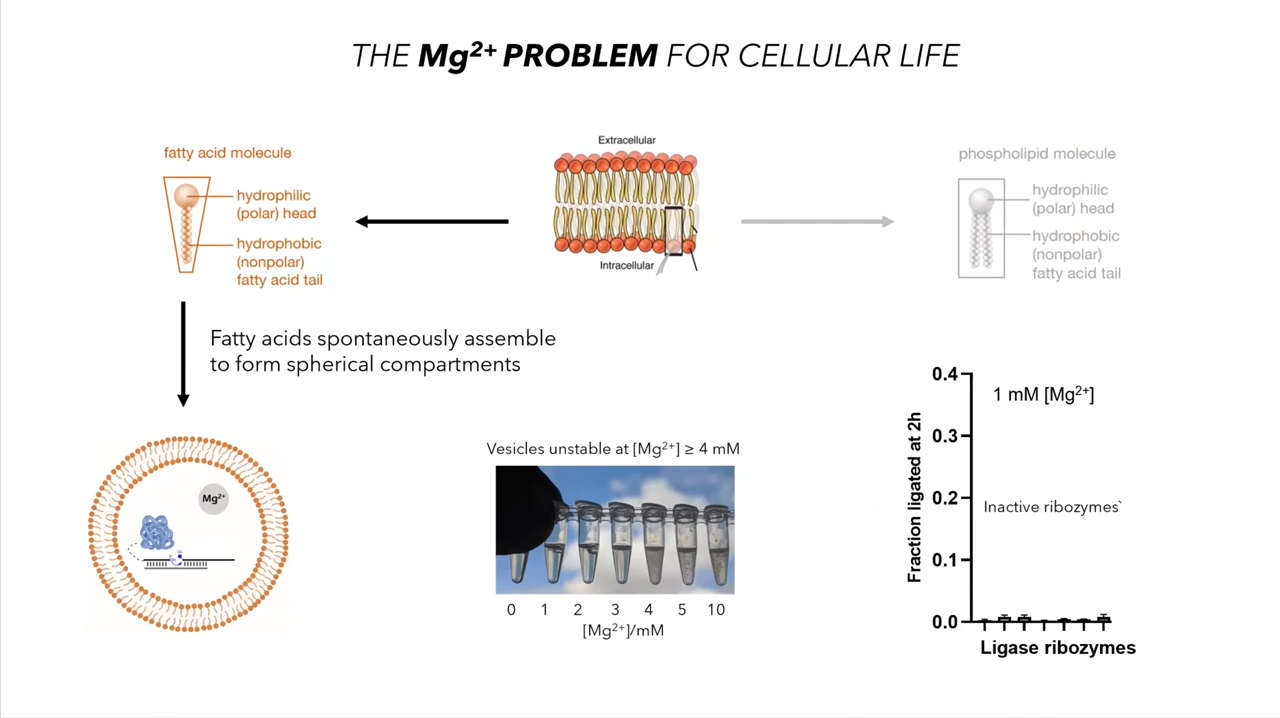 THE Mg²⁺ PROBLEM FOR CELLULAR LIFE
fatty acid molecule
hydrophilic
(polar) head
hydrophobic
(nonpolar)
fatty acid tail
Extracellular
Intracellular
phospholipid molecule
hydrophilic
(polar) head
hydrophobic
(nonpolar)
fatty acid tail
Fatty acids spontaneously assemble
to form spherical compartments
Mg²⁺
Vesicles unstable at [Mg²⁺] ≥ 4 mM
0 1 2 3 4 5 10
[Mg²⁺]/mM
Fraction ligated at 2h
0.4
0.3
0.2
0.1
0.0
1 mM [Mg²⁺]
Inactive ribozymes`
Ligase ribozymes